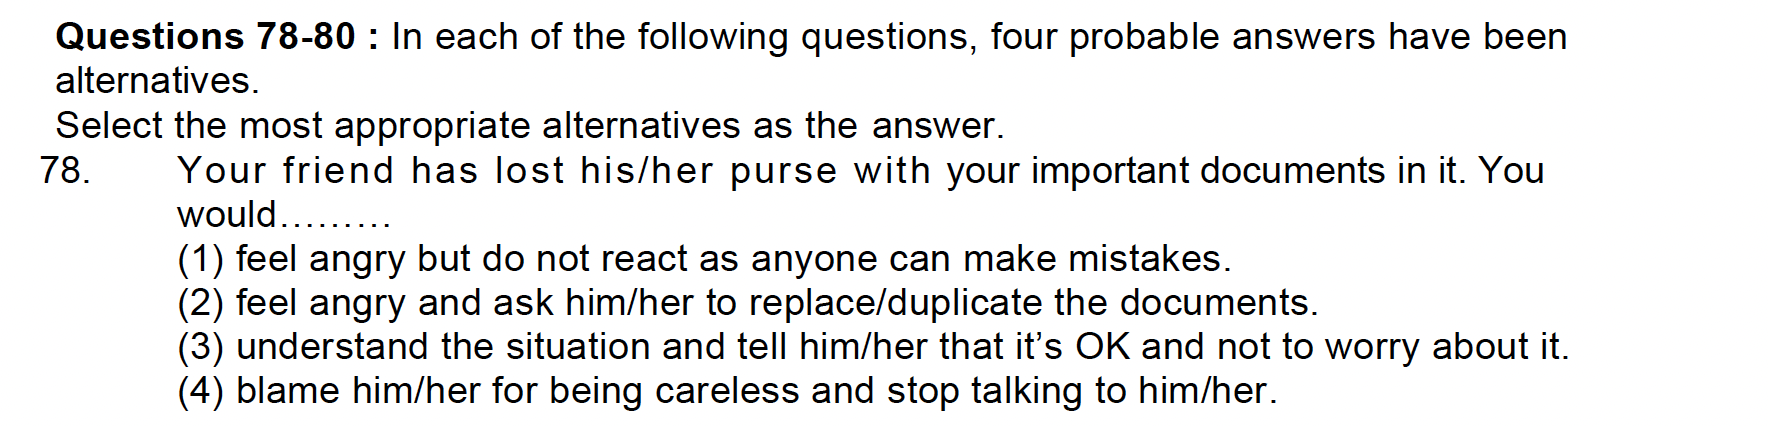 Questions 78-80 : In each of the following questions, four probable answers have been
alternatives.
Select the most appropriate alternatives as the answer.
78. Your friend has lost his/her purse with your important documents in it. You
would.........
(1) feel angry but do not react as anyone can make mistakes.
(2) feel angry and ask him/her to replace/duplicate the documents.
(3) understand the situation and tell him/her that it’s OK and not to worry about it.
(4) blame him/her for being careless and stop talking to him/her.